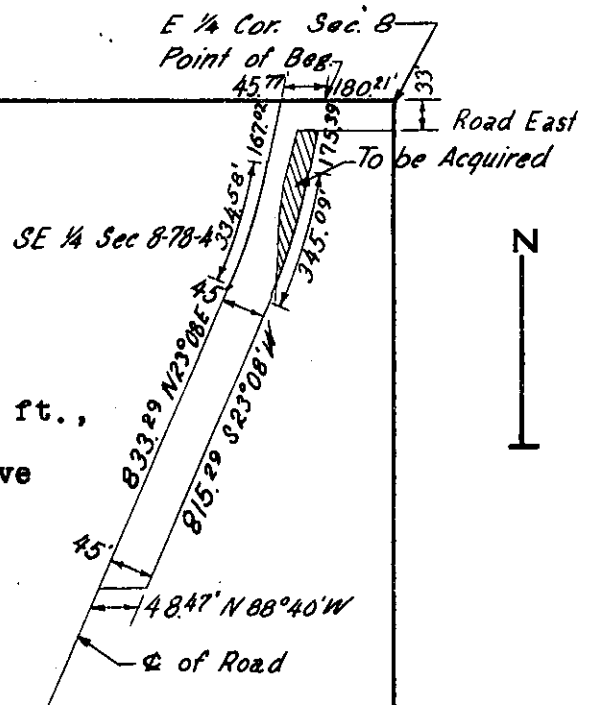 E 1/4 Cor. Sec. 8
Point of Beg.
45.77
180.21'
33'
Road East
167.02
175.39
To be Acquired
334.58'
345.09'
SE 1/4 Sec 8-78-4
45'
N
833.29 N23°08'E
815.29 S23°08'W
ft.,
ve
45'
48.47' N 88°40'W
℄ of Road